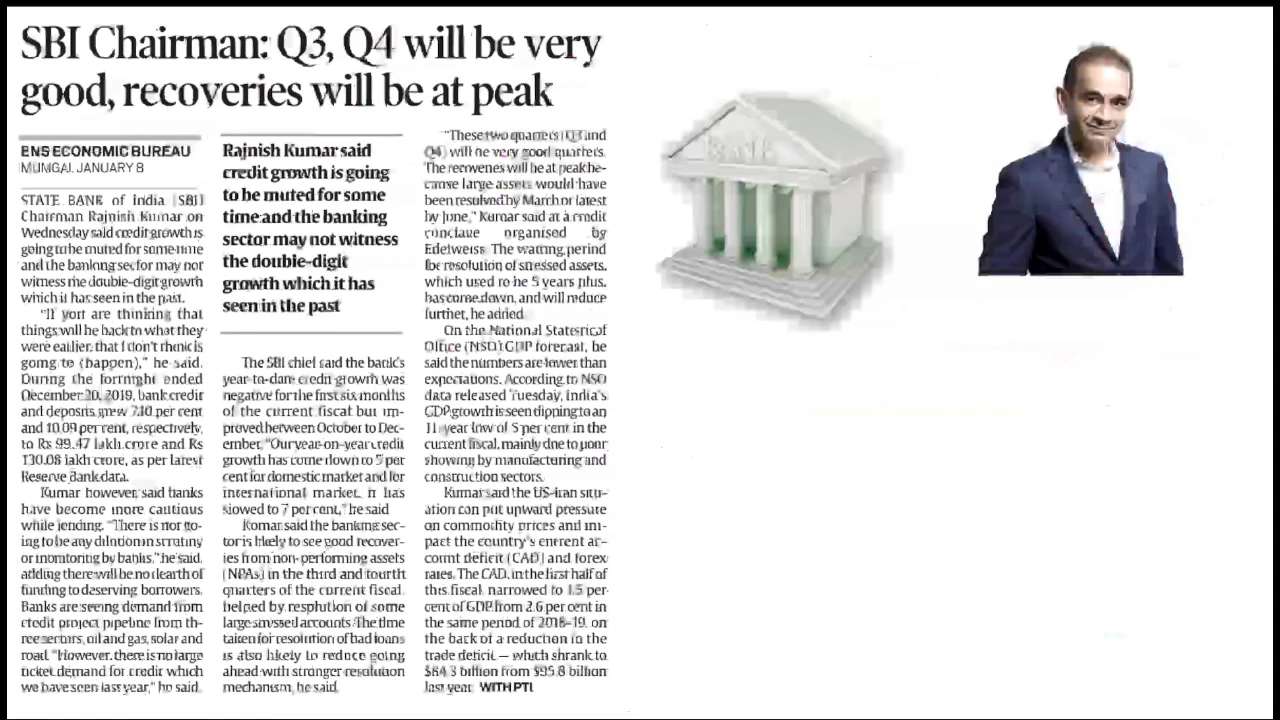 SBI Chairman: Q3, Q4 will be very
good, recoveries will be at peak
ENS ECONOMIC BUREAU
MUMBAI, JANUARY 8
STATE BANK of India (SBI)
Chairman Rajnish Kumar on
Wednesday said credit growth is
going to be muted for some time
and the banking sector may not
witness the double-digit growth
which it has seen in the past.
"If you are thinking that
things will be back to what they
were earlier, that I don't think is
going to (happen)," he said.
During the fortnight ended
December 20, 2019, bank credit
and deposits grew 7.10 per cent
and 10.09 per cent, respectively,
to Rs 99.47 lakh crore and Rs
130.08 lakh crore, as per latest
Reserve Bank data.
Kumar however, said banks
have become more cautious
while lending. "There is not go-
ing to be any dilution in scrutiny
or monitoring by banks," he said,
adding there will be no dearth of
funding to deserving borrowers.
Banks are seeing demand from
credit project pipeline from th-
ree sectors, oil and gas, solar and
road. "However, there is no large
ticket demand for credit which
we have seen last year," he said.
Rajnish Kumar said
credit growth is going
to be muted for some
time and the banking
sector may not witness
the double-digit
growth which it has
seen in the past
The SBI chief said the bank's
year-to-date credit growth was
negative for the first six months
of the current fiscal but im-
proved between October to Dec-
ember. "Our year-on-year credit
growth has come down to 5 per
cent for domestic market and for
international market, it has
slowed to 7 per cent," he said
Kumar said the banking sec-
tor is likely to see good recover-
ies from non-performing assets
(NPAs) in the third and fourth
quarters of the current fiscal,
helped by resolution of some
large stressed accounts. The time
taken for resolution of bad loans
is also likely to reduce going
ahead with stronger resolution
mechanism, he said.
"These two quarters (Q3 and
Q4) will be very good quarters.
The recoveries will be at peak be-
cause large assets would have
been resolved by March or latest
by June," Kumar said at a credit
conclave organised by
Edelweiss. The waiting period
for resolution of stressed assets,
which used to be 5 years plus,
has come down, and will reduce
further, he added.
On the National Statistical
Office (NSO) GDP forecast, he
said the numbers are lower than
expectations. According to NSO
data released Tuesday, India's
GDP growth is seen dipping to an
11-year low of 5 per cent in the
current fiscal, mainly due to poor
showing by manufacturing and
construction sectors.
Kumar said the US-Iran situ-
ation can put upward pressure
on commodity prices and im-
pact the country's current ac-
count deficit (CAD) and forex
rates. The CAD in the first half of
this fiscal narrowed to 1.5 per
cent of GDP from 2.6 per cent in
the same period of 2018-19, on
the back of a reduction in the
trade deficit — which shrank to
$84.3 billion from $95.8 billion
last year. WITH PTI
BANK